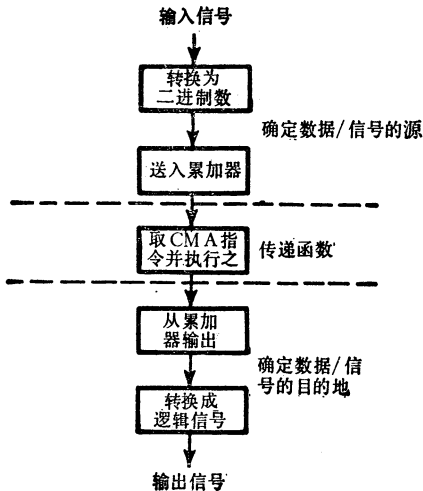 输入信号
转换为
二进制数
确定数据/信号的源
送入累加器
取CMA指
令并执行之
传递函数
从累加
器输出
确定数据/信
号的目的地
转换成
逻辑信号
输出信号